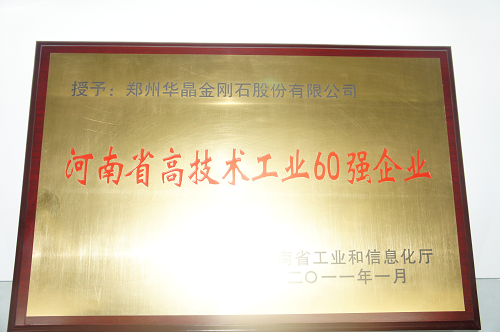 授予：郑州华晶金刚石股份有限公司
河南省高技术工业60强企业
南省工业和信息化厅
二〇一一年一月